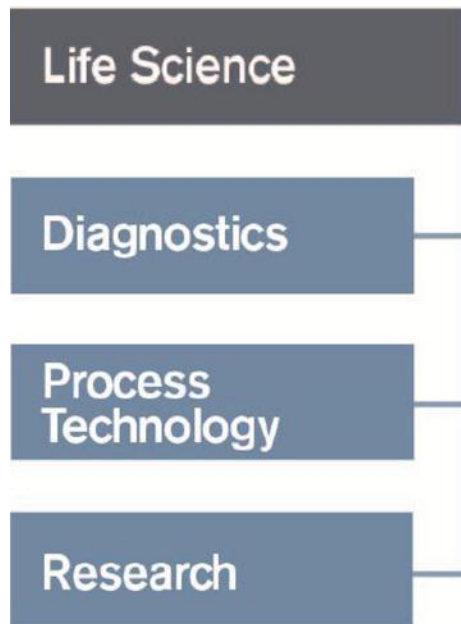 Life Science
Diagnostics
Process
Technology
Research